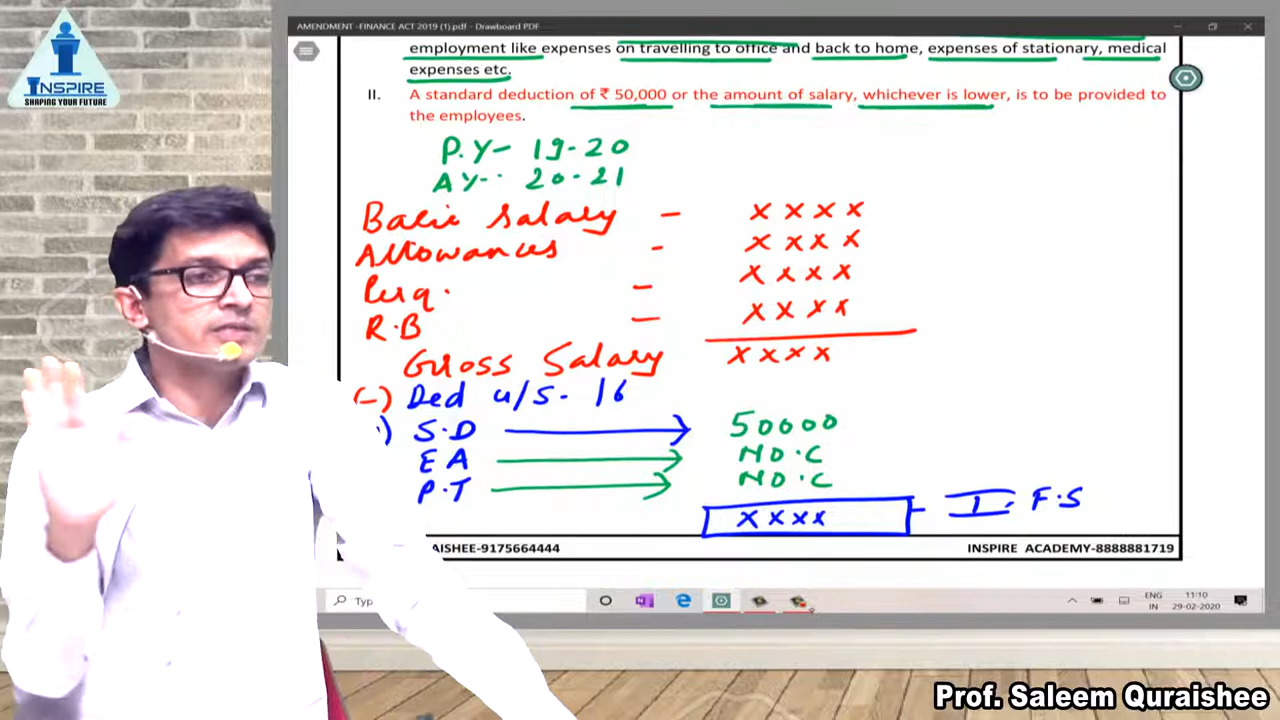 AMENDMENT -FINANCE ACT 2019 (1).pdf - Drawboard PDF
INSPIRE
SHAPING YOUR FUTURE
employment like expenses on travelling to office and back to home, expenses of stationary, medical
expenses etc.
II. A standard deduction of ₹ 50,000 or the amount of salary, whichever is lower, is to be provided to
the employees.
P.Y- 19-20
AY-- 20-21
Basic Salary - xxxx
Allowances - xxxx
Perq. - xxxx
R.B - xxxx
Gross Salary xxxx
(-) Ded u/s- 16
) S.D 50000
EA NO.C
P.T NO.C
xxxx - I. F.S
AISHEE-9175664444 INSPIRE ACADEMY-8888881719
Typ
ENG
IN
11:10
29-02-2020
Prof. Saleem Quraishee